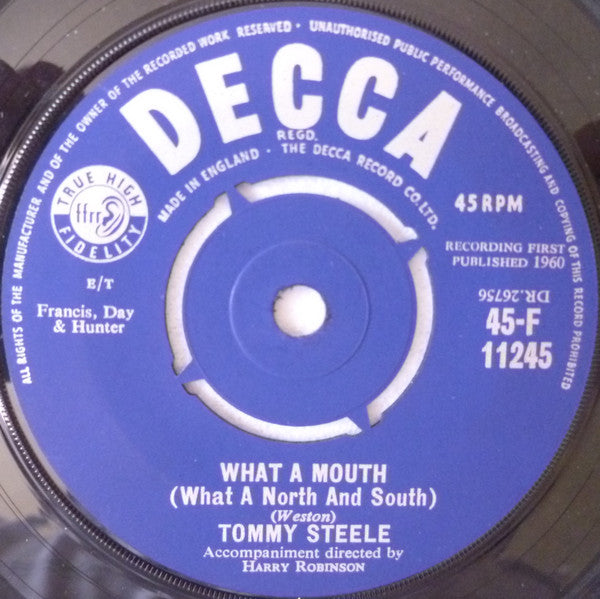 ALL RIGHTS OF THE MANUFACTURER AND OF THE OWNER OF THE RECORDED WORK RESERVED · UNAUTHORISED PUBLIC PERFORMANCE BROADCASTING AND COPYING OF THIS RECORD PROHIBITED
DECCA
REGD.
MADE IN ENGLAND · THE DECCA RECORD CO. LTD.
TRUE HIGH
ffrr
FIDELITY
45 RPM
RECORDING FIRST
PUBLISHED 1960
E/T
Francis, Day
& Hunter
DR.26756
45-F
11245
WHAT A MOUTH
(What A North And South)
(Weston)
TOMMY STEELE
Accompaniment directed by
HARRY ROBINSON